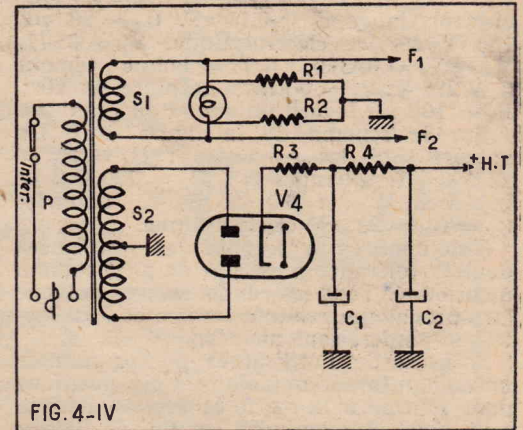 F1
R1
S1
R2
F2
R3 R4 +H.T
Inter.
P
S2
V4
C1 C2
FIG. 4-IV